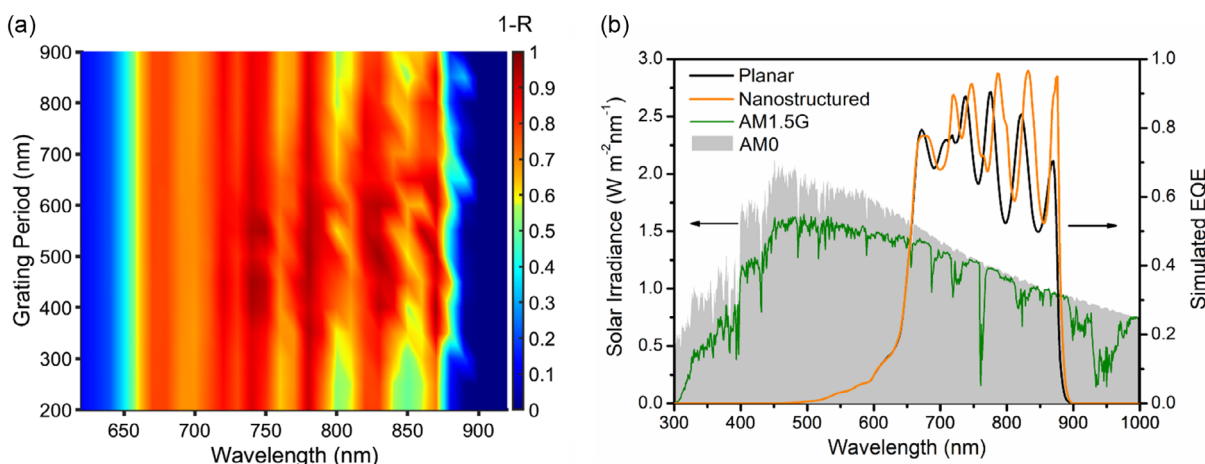 (a)
1-R
900
800
700
600
500
400
300
200
Grating Period (nm)
650 700 750 800 850 900
Wavelength (nm)
1
0.9
0.8
0.7
0.6
0.5
0.4
0.3
0.2
0.1
0
(b)
3.0
2.5
2.0
1.5
1.0
0.5
0.0
Solar Irradiance (W m-2nm-1)
Planar
Nanostructured
AM1.5G
AM0
1.0
0.8
0.6
0.4
0.2
0.0
Simulated EQE
300 400 500 600 700 800 900 1000
Wavelength (nm)